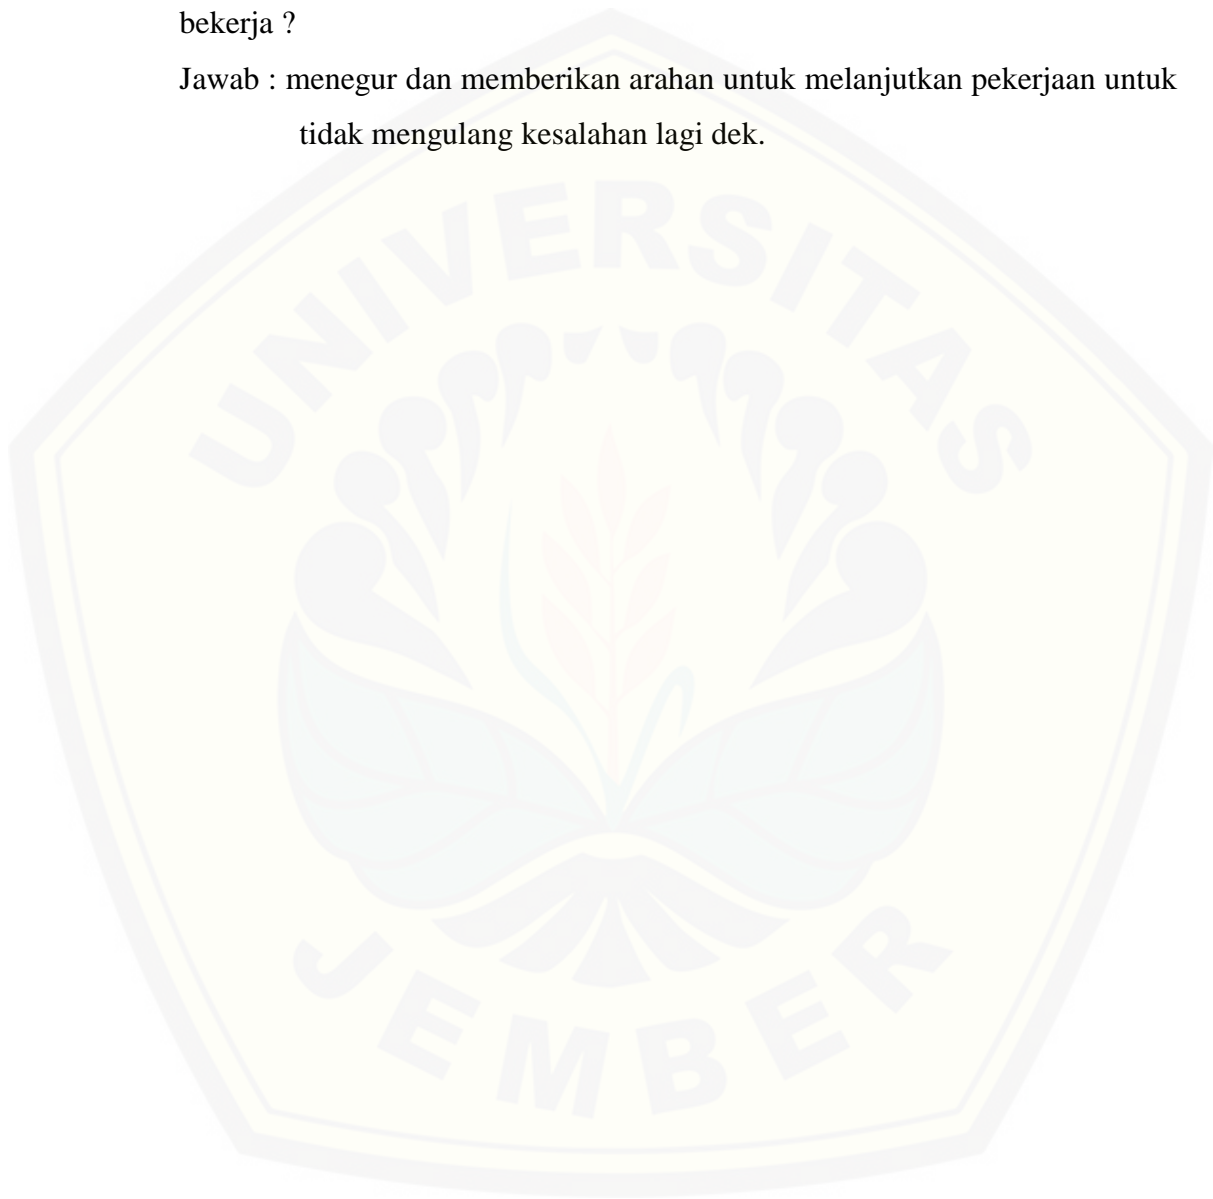 bekerja ?
Jawab : menegur dan memberikan arahan untuk melanjutkan pekerjaan untuk
tidak mengulang kesalahan lagi dek.
UNIVERSITAS
JEMBER